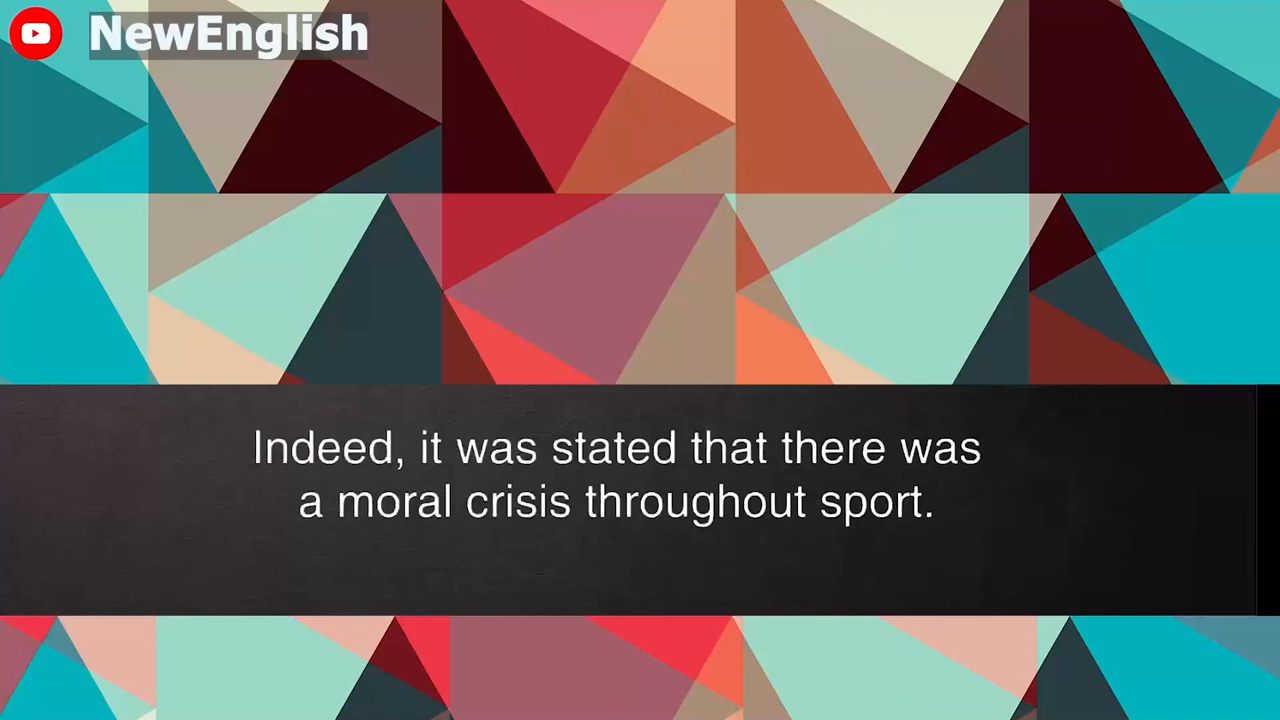 NewEnglish
Indeed, it was stated that there was
a moral crisis throughout sport.